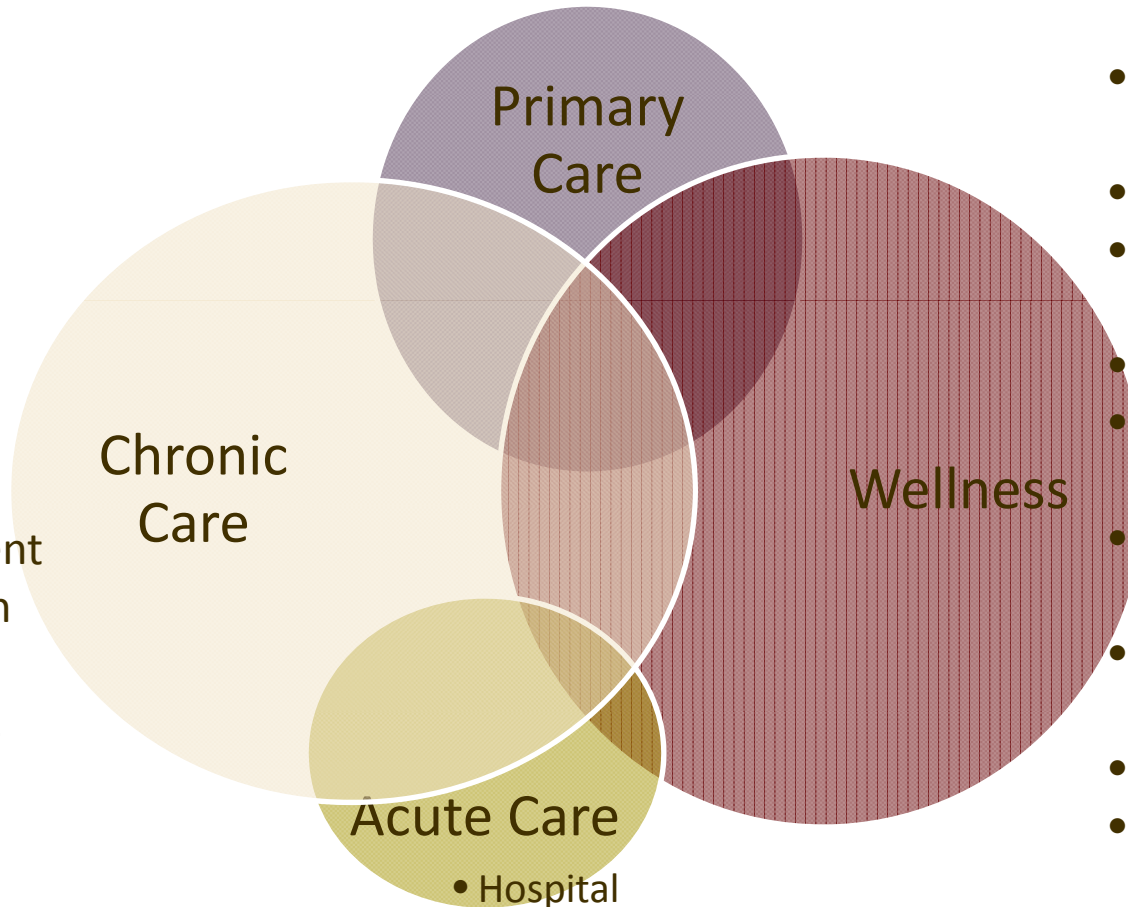 Primary
Care
Chronic
Care
Wellness
Acute Care
• Hospital